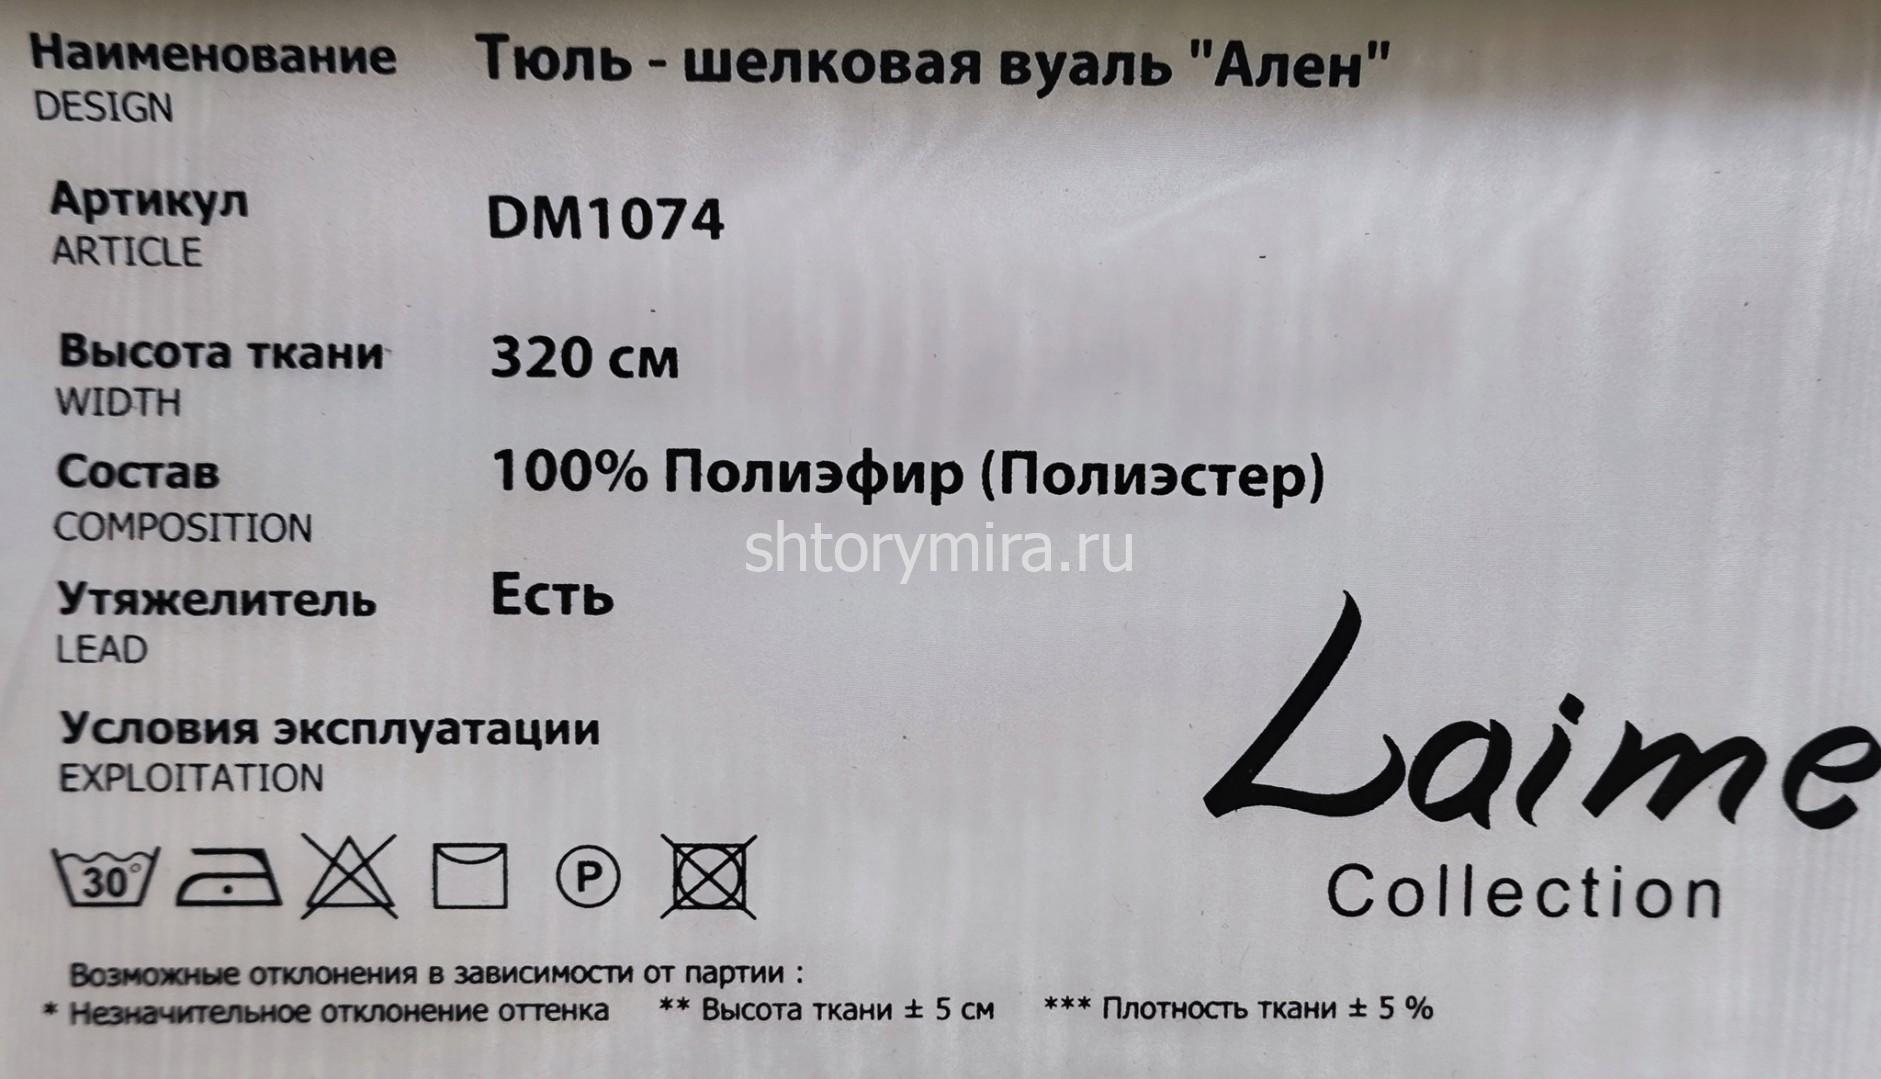 Наименование Тюль - шелковая вуаль "Ален"
DESIGN
Артикул DM1074
ARTICLE
Высота ткани 320 см
WIDTH
Состав 100% Полиэфир (Полиэстер)
COMPOSITION
shtorymira.ru
Утяжелитель Есть
LEAD
Условия эксплуатации
EXPLOITATION
Laime
Collection
30° P
Возможные отклонения в зависимости от партии :
* Незначительное отклонение оттенка ** Высота ткани ± 5 см *** Плотность ткани ± 5 %